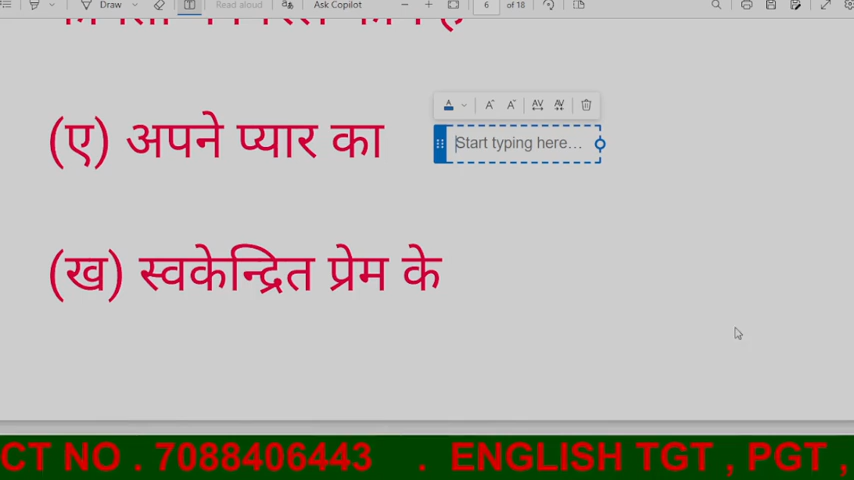 Draw
Read aloud
Ask Copilot
6 of 18
(ए) अपने प्यार का
Start typing here...
(ख) स्वकेन्द्रित प्रेम के
CT NO . 7088406443 . ENGLISH TGT , PGT ,